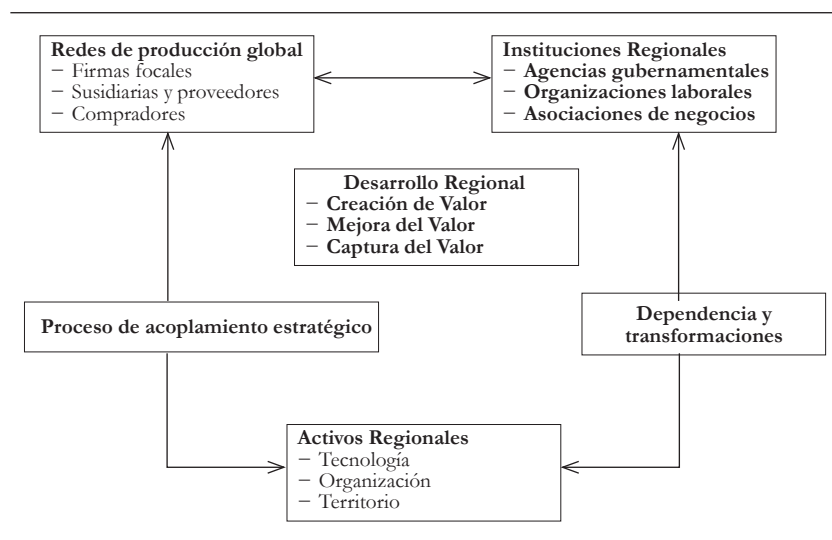 Redes de producción global
− Firmas focales
− Susidiarias y proveedores
− Compradores
Instituciones Regionales
− Agencias gubernamentales
− Organizaciones laborales
− Asociaciones de negocios
Desarrollo Regional
− Creación de Valor
− Mejora del Valor
− Captura del Valor
Proceso de acoplamiento estratégico
Dependencia y
transformaciones
Activos Regionales
− Tecnología
− Organización
− Territorio